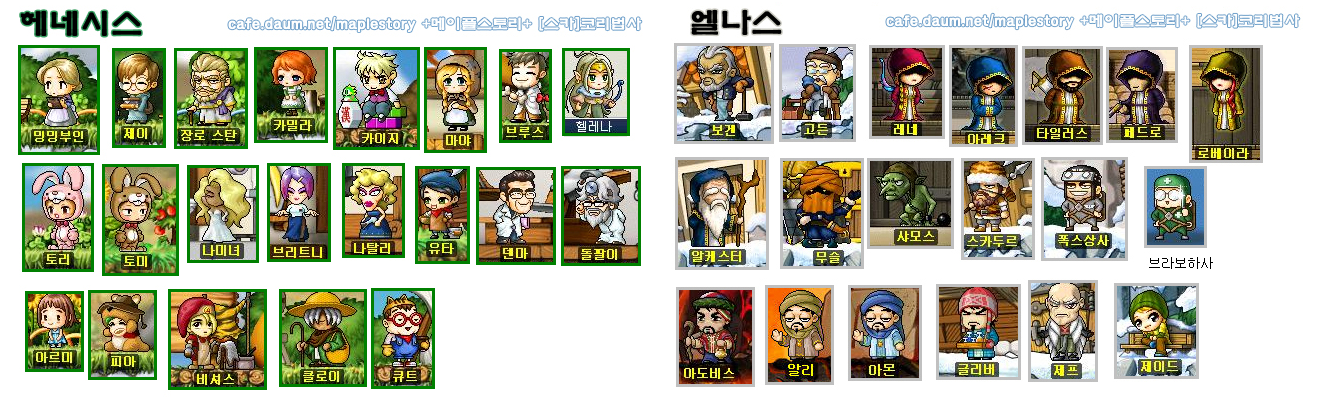 헤네시스
cafe.daum.net/maplestory +메이플스토리+ [스카]코리법사
밍밍부인
제이
장로 스탄
카밀라
카이지
마야
브루스
헬레나
토리
토미
나미너
브리트니
나탈리
유타
덴마
돌팔이
아르미
피아
비셔스
클로이
큐트
엘나스
cafe.daum.net/maplestory +메이플스토리+ [스카]코리법사
보겐
고든
레네
아레크
타일러스
페드로
로베이라
알케스터
무술
샤모스
스카두르
폭스상사
브라보하사
아도비스
알리
아몬
글리버
제프
제이드